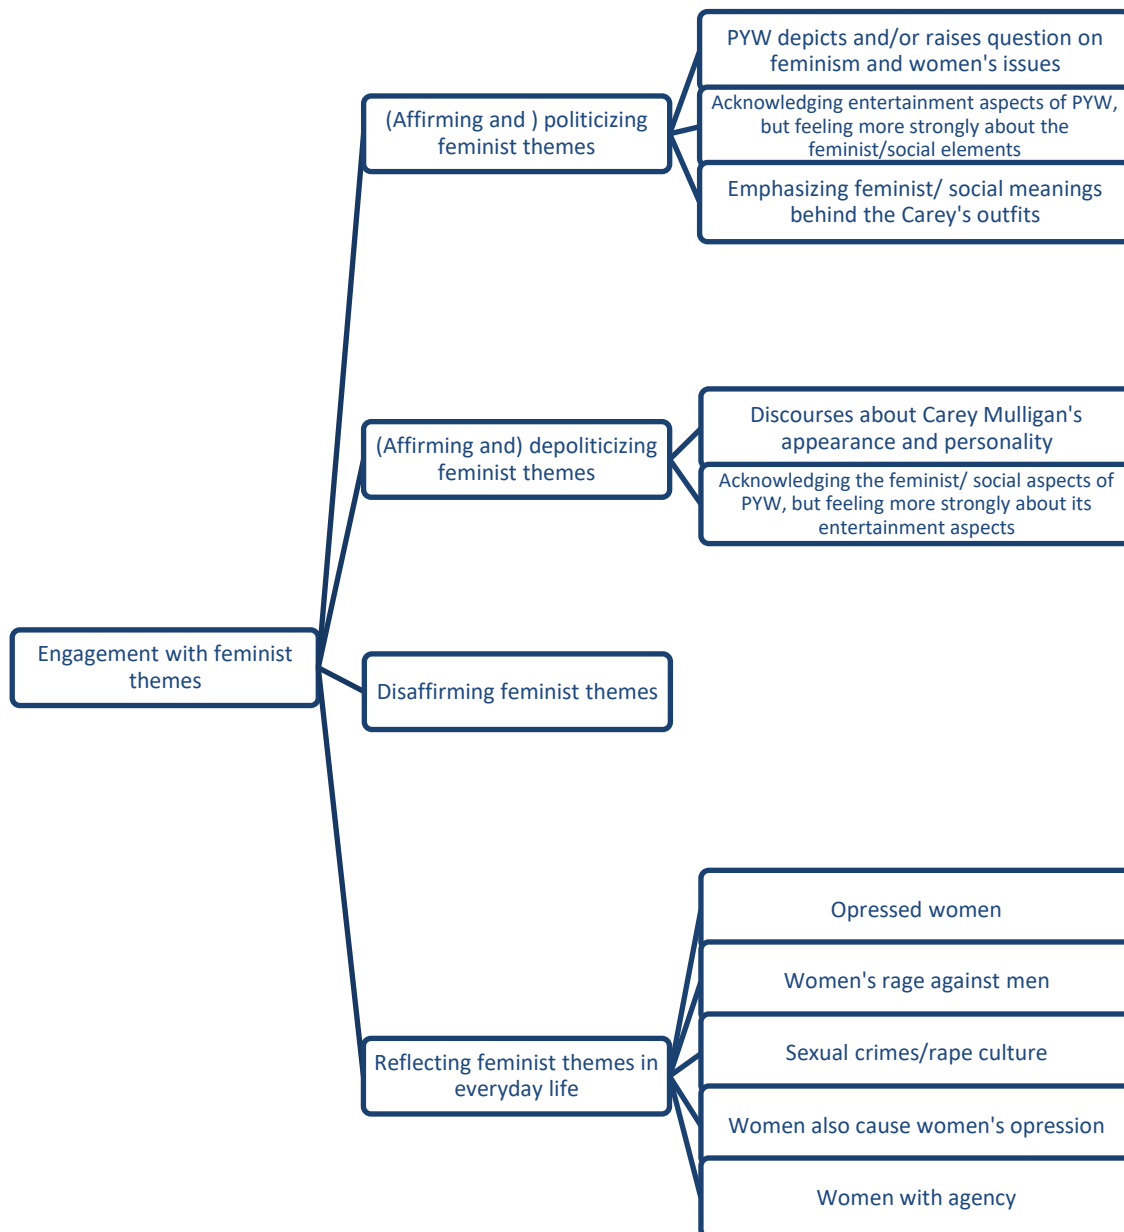 PYW depicts and/or raises question on
feminism and women's issues
(Affirming and ) politicizing
feminist themes
Acknowledging entertainment aspects of PYW,
but feeling more strongly about the
feminist/social elements
Emphasizing feminist/ social meanings
behind the Carey's outfits
(Affirming and) depoliticizing
feminist themes
Discourses about Carey Mulligan's
appearance and personality
Acknowledging the feminist/ social aspects of
PYW, but feeling more strongly about its
entertainment aspects
Engagement with feminist
themes
Disaffirming feminist themes
Reflecting feminist themes in
everyday life
Opressed women
Women's rage against men
Sexual crimes/rape culture
Women also cause women's opression
Women with agency